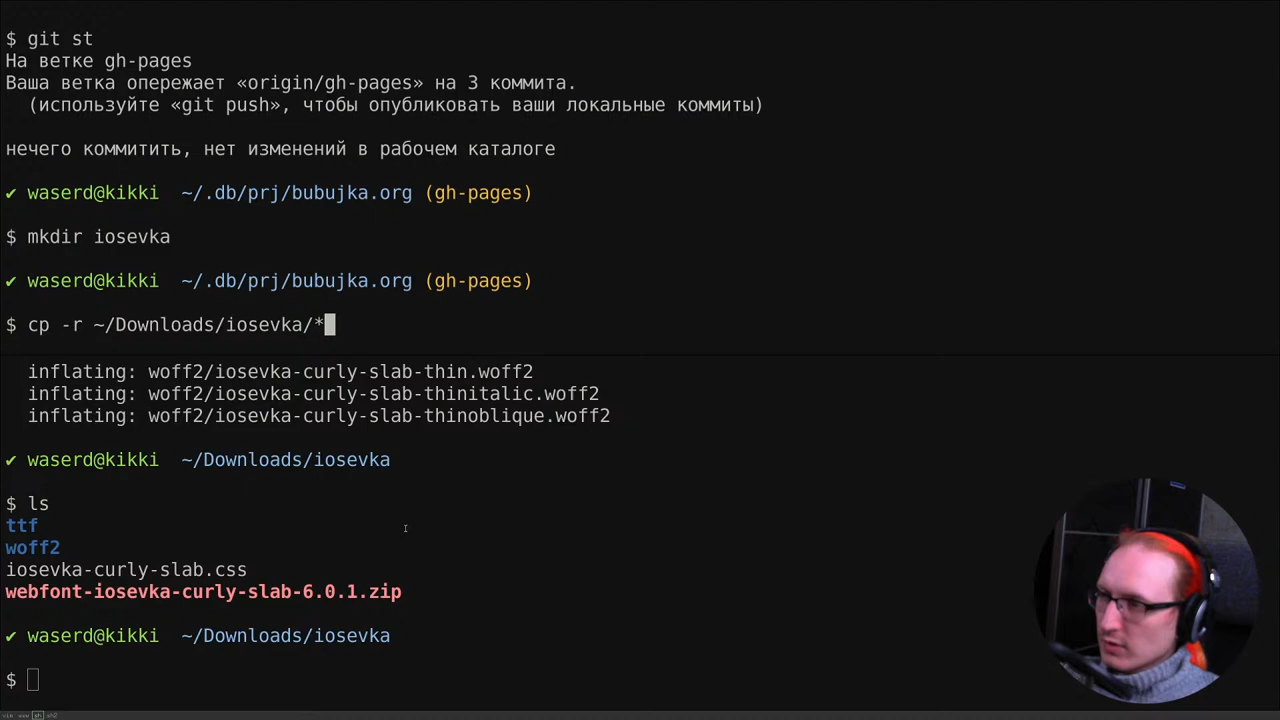 $ git st
На ветке gh-pages
Ваша ветка опережает «origin/gh-pages» на 3 коммита.
  (используйте «git push», чтобы опубликовать ваши локальные коммиты)
нечего коммитить, нет изменений в рабочем каталоге
✔ waserd@kikki  ~/.db/prj/bubujka.org (gh-pages)
$ mkdir iosevka
✔ waserd@kikki  ~/.db/prj/bubujka.org (gh-pages)
$ cp -r ~/Downloads/iosevka/*
  inflating: woff2/iosevka-curly-slab-thin.woff2
  inflating: woff2/iosevka-curly-slab-thinitalic.woff2
  inflating: woff2/iosevka-curly-slab-thinoblique.woff2
✔ waserd@kikki  ~/Downloads/iosevka
$ ls
ttf
woff2
iosevka-curly-slab.css
webfont-iosevka-curly-slab-6.0.1.zip
✔ waserd@kikki  ~/Downloads/iosevka
$